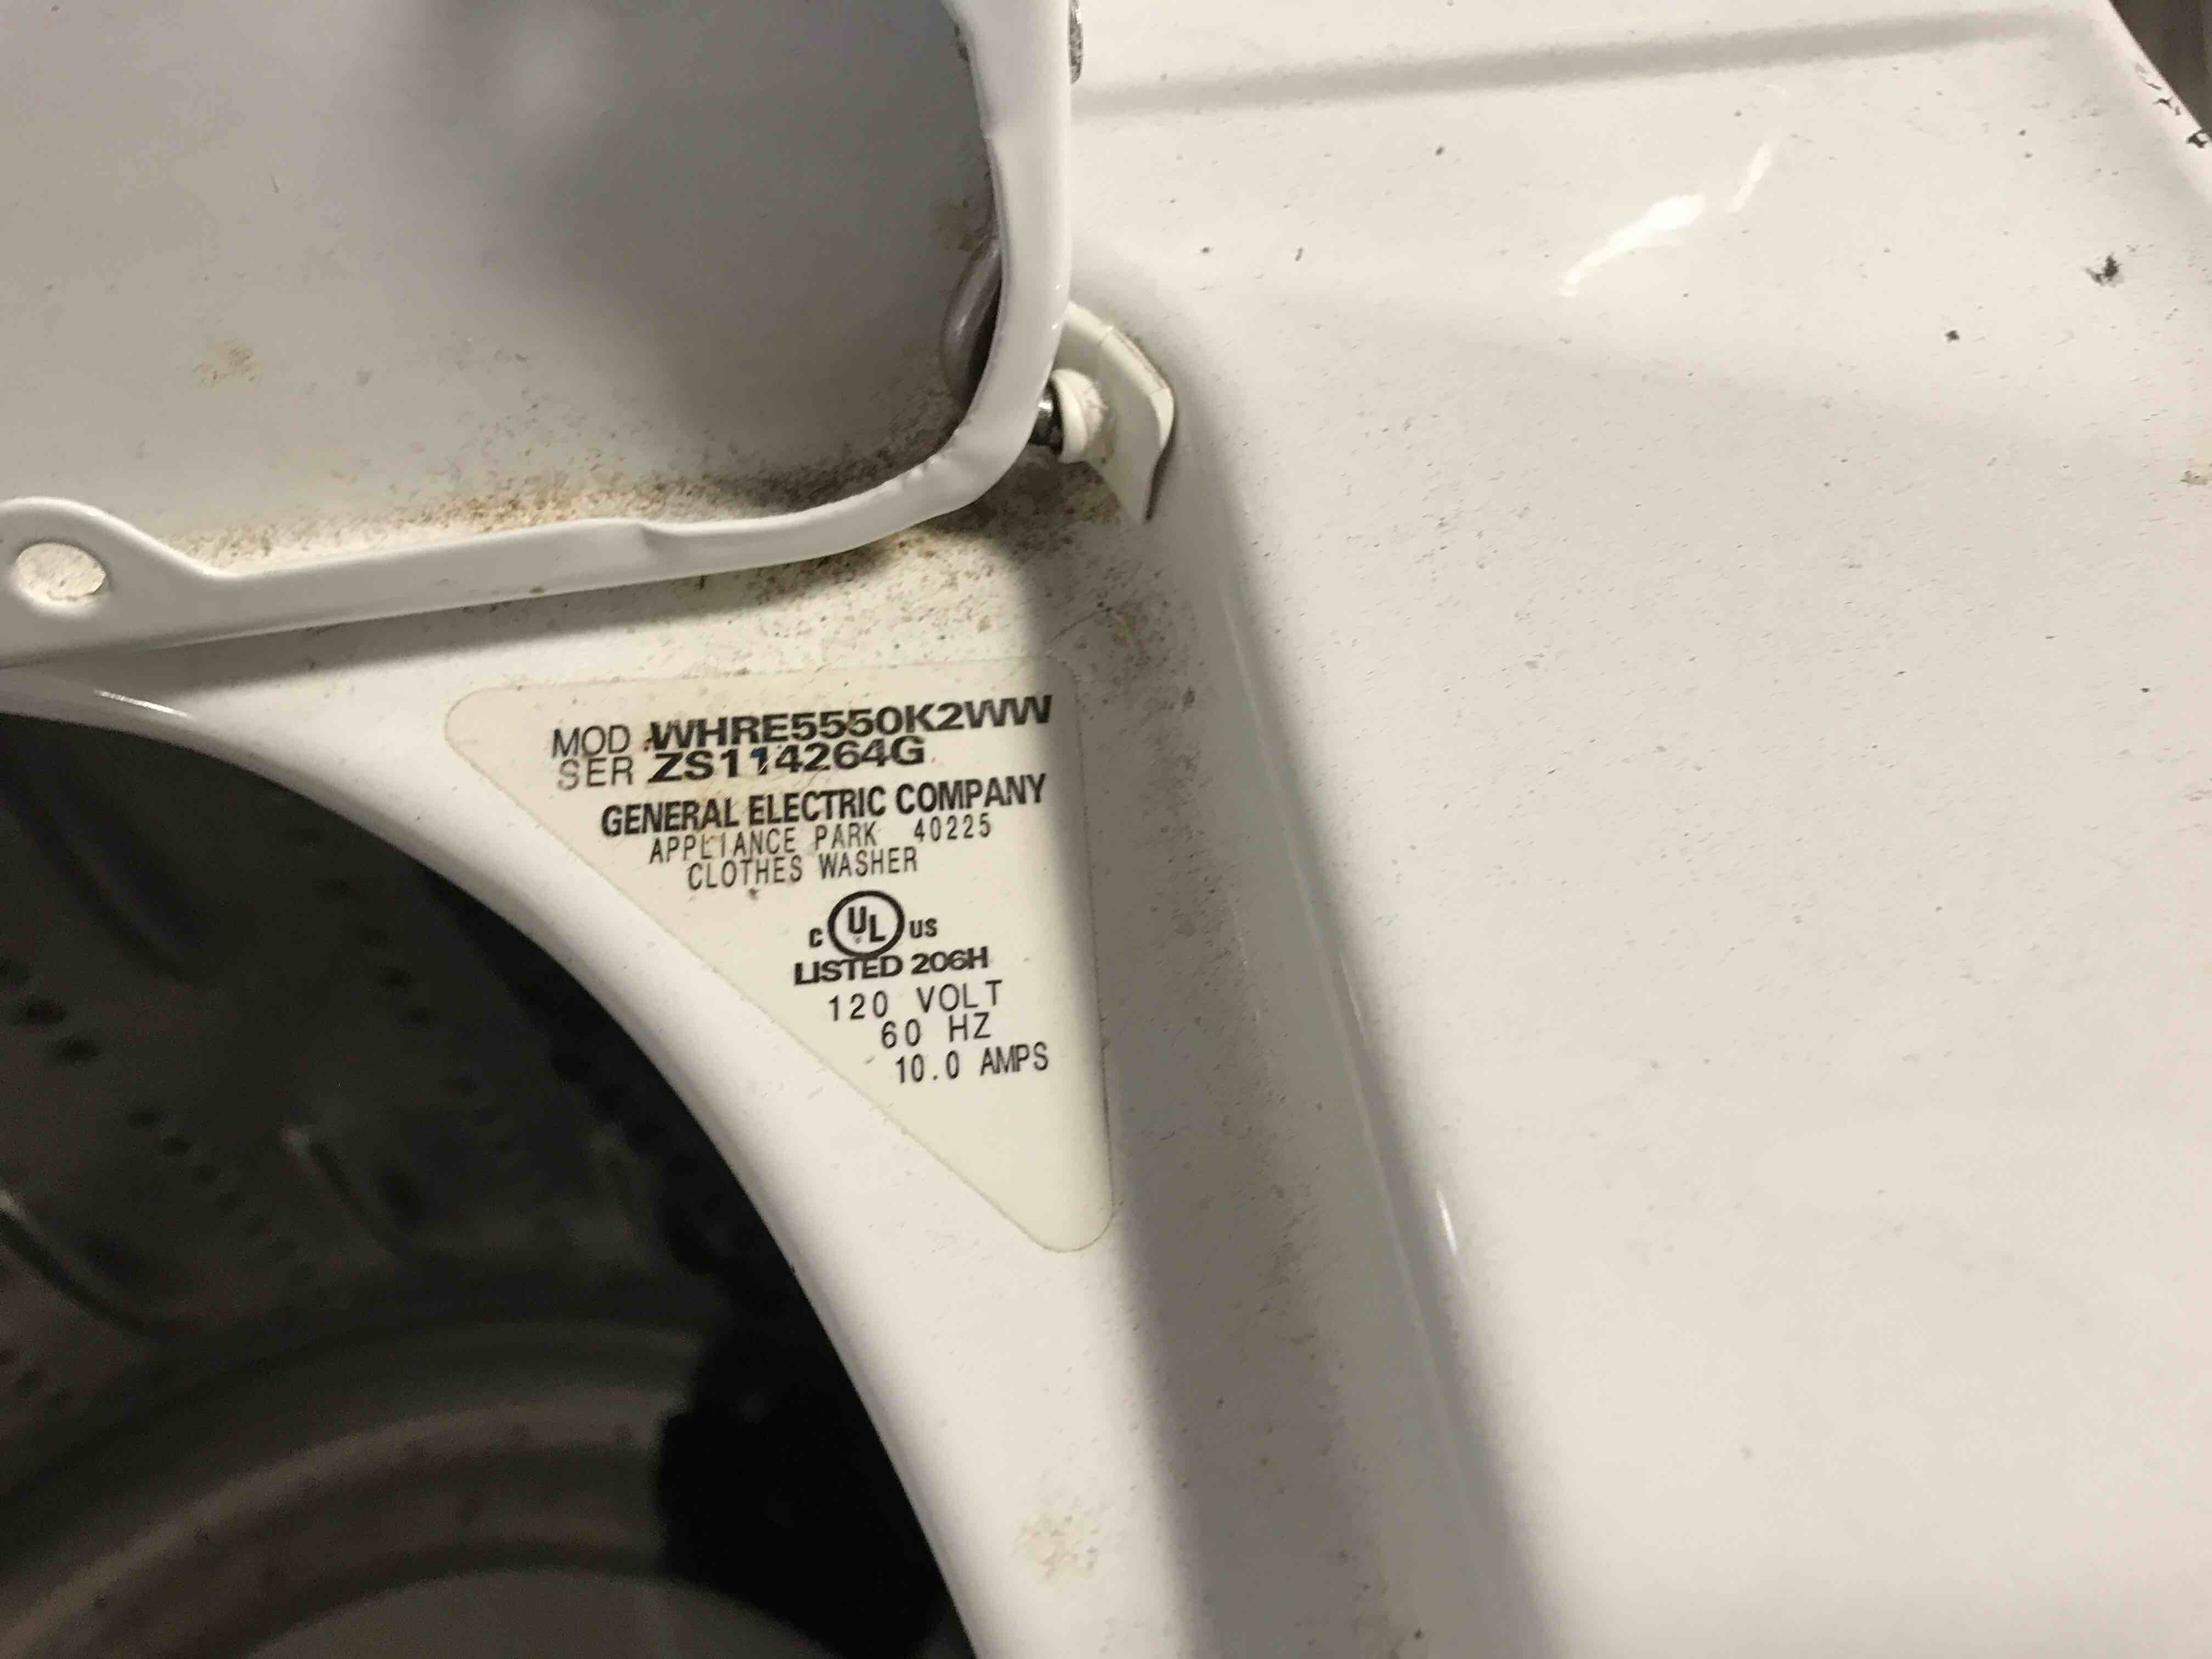 MOD WHRE5550K2WW
SER ZS114264G
GENERAL ELECTRIC COMPANY
APPLIANCE PARK 40225
CLOTHES WASHER
C UL US
LISTED 206H
120 VOLT
60 HZ
10.0 AMPS